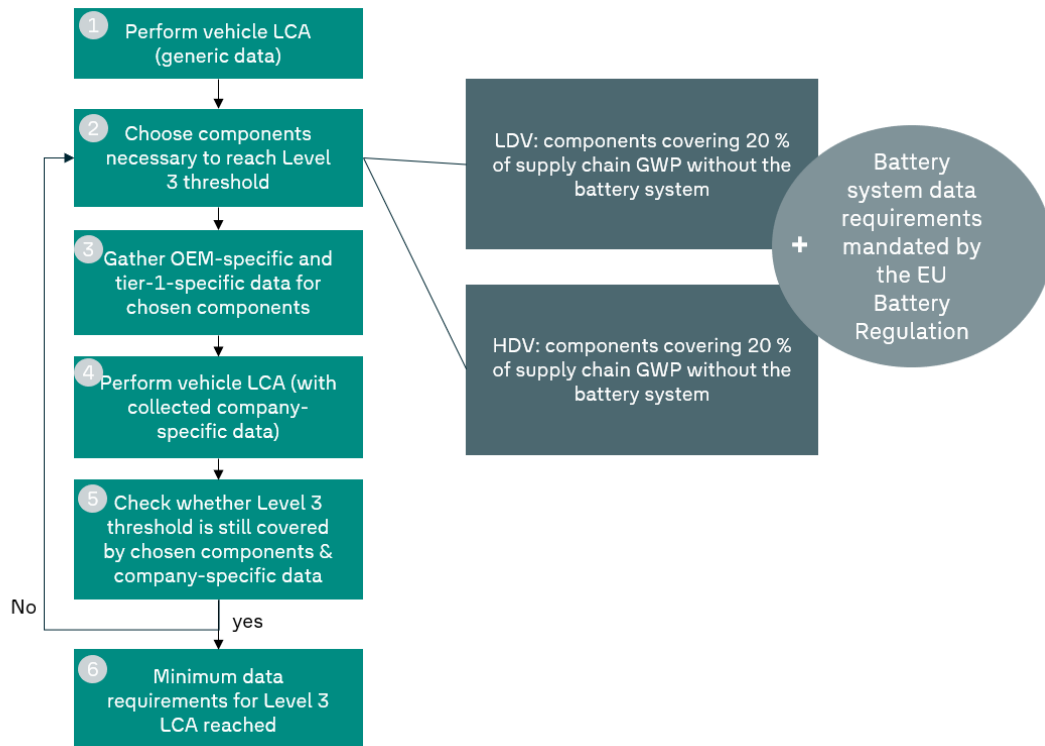 1
Perform vehicle LCA
(generic data)
2
Choose components
necessary to reach Level
3 threshold
3
Gather OEM-specific and
tier-1-specific data for
chosen components
4
Perform vehicle LCA (with
collected company-
specific data)
5
Check whether Level 3
threshold is still covered
by chosen components &
company-specific data
No
yes
6
Minimum data
requirements for Level 3
LCA reached
LDV: components covering 20 %
of supply chain GWP without the
battery system
HDV: components covering 20 %
of supply chain GWP without the
battery system
+
Battery
system data
requirements
mandated by
the EU
Battery
Regulation